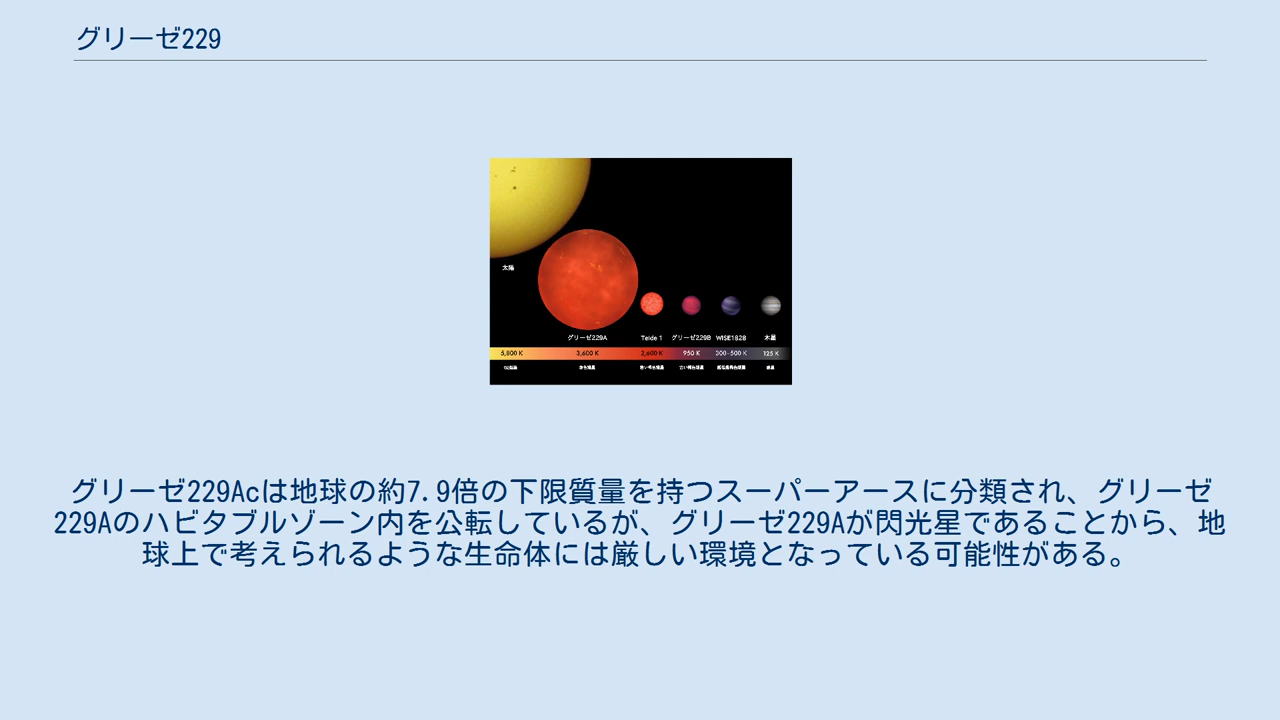 グリーゼ229
太陽
グリーゼ229A
Teide 1
グリーゼ229B
WISE1828
木星
5,800 K
3,600 K
2,600 K
950 K
300-500 K
125 K
グリーゼ229Acは地球の約7.9倍の下限質量を持つスーパーアースに分類され、グリーゼ
229Aのハビタブルゾーン内を公転しているが、グリーゼ229Aが閃光星であることから、地
球上で考えられるような生命体には厳しい環境となっている可能性がある。